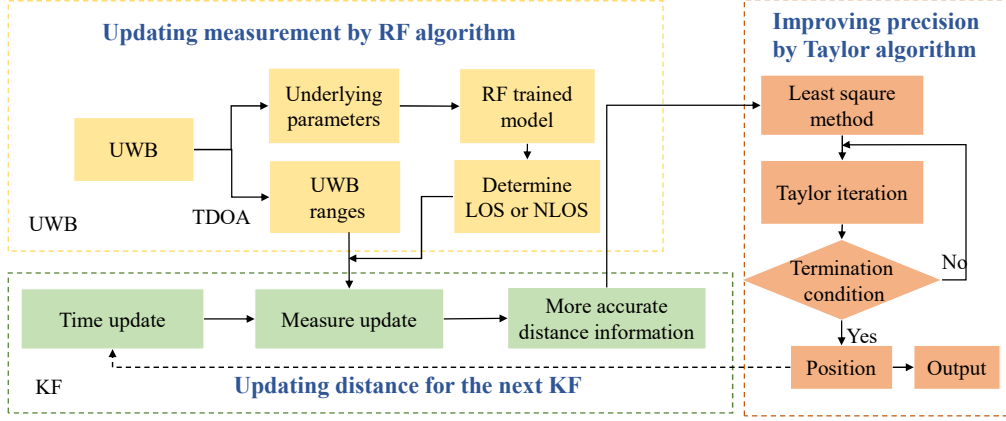 Updating measurement by RF algorithm
Underlying
parameters
RF trained
model
UWB
UWB
ranges
Determine
LOS or NLOS
TDOA
UWB
Time update
Measure update
More accurate
distance information
KF
Updating distance for the next KF
Improving precision
by Taylor algorithm
Least sqaure
method
Taylor iteration
Termination
condition
No
Yes
Position
Output